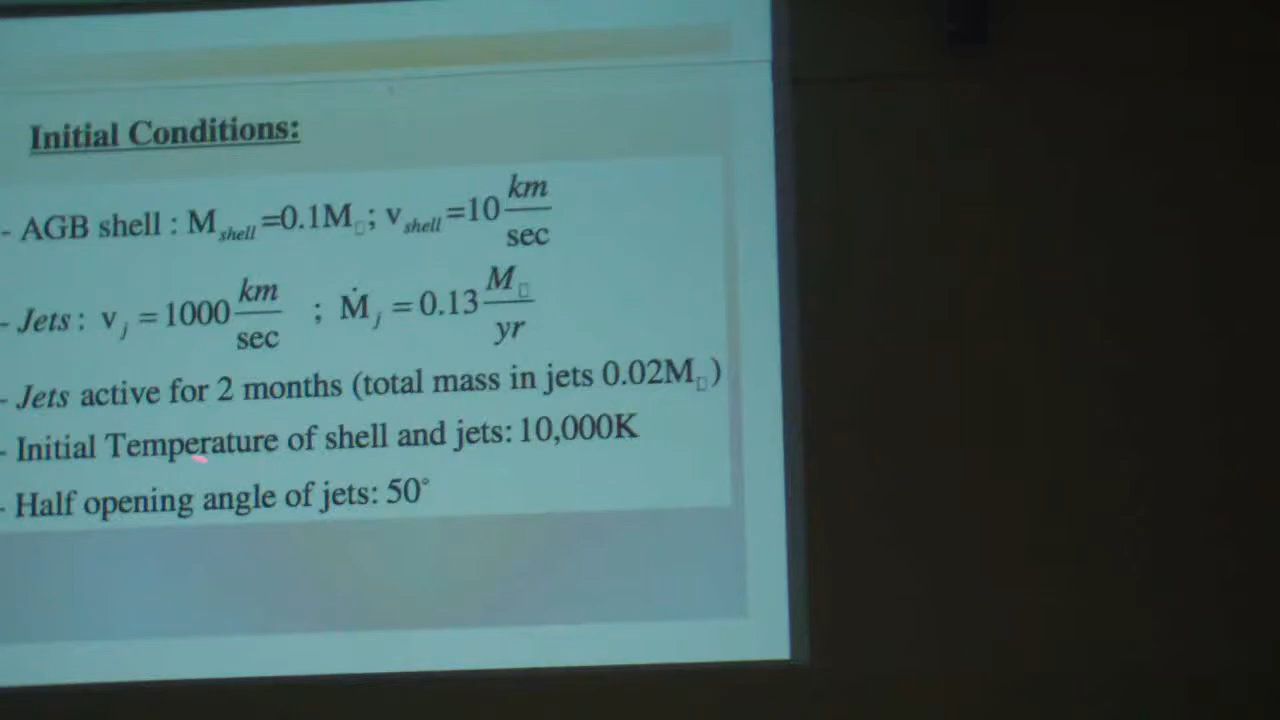 Initial Conditions:
- AGB shell : M_shell=0.1M▯; v_shell=10 km/sec
- Jets: v_j = 1000 km/sec ; Ṁ_j = 0.13 M▯/yr
- Jets active for 2 months (total mass in jets 0.02M▯)
- Initial Temperature of shell and jets: 10,000K
- Half opening angle of jets: 50°